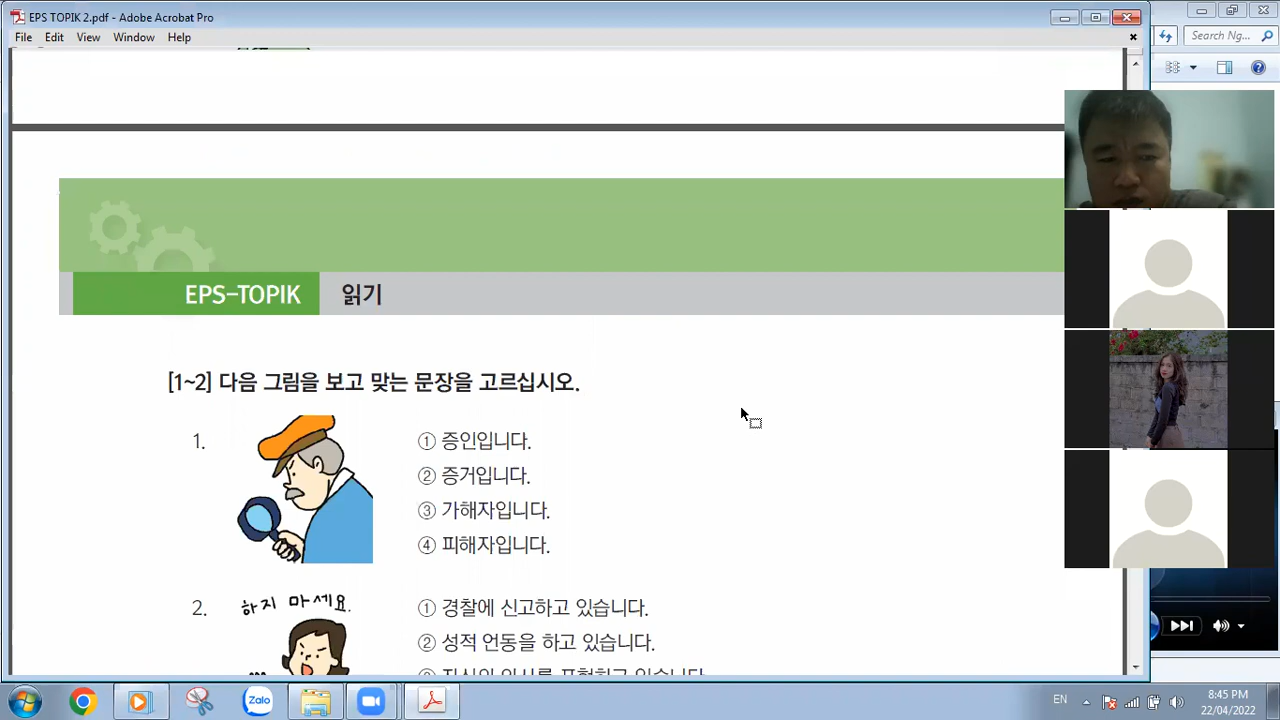 EPS TOPIK 2.pdf - Adobe Acrobat Pro
File Edit View Window Help
Search Ng...
EPS-TOPIK 읽기
[1~2] 다음 그림을 보고 맞는 문장을 고르십시오.
1.
① 증인입니다.
② 증거입니다.
③ 가해자입니다.
④ 피해자입니다.
2.
하지 마세요.
① 경찰에 신고하고 있습니다.
② 성적 언동을 하고 있습니다.
Zalo
EN
8:45 PM
22/04/2022